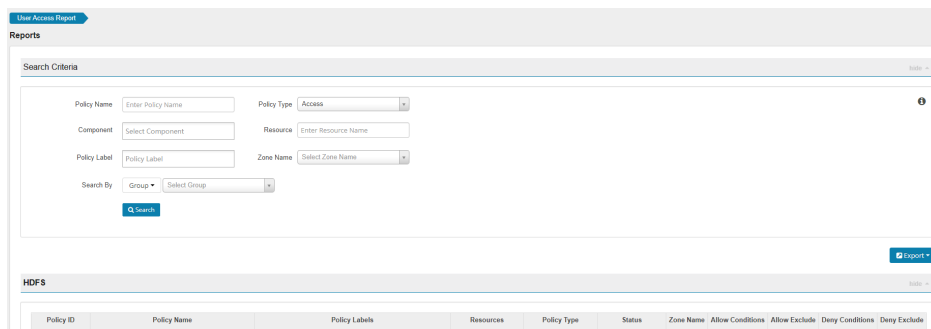 User Access Report
Reports
Search Criteria
hide
Policy Name Enter Policy Name Policy Type Access
Component Select Component Resource Enter Resource Name
Policy Label Policy Label Zone Name Select Zone Name
Search By Group Select Group
Search
Export
HDFS
hide
Policy ID Policy Name Policy Labels Resources Policy Type Status Zone Name Allow Conditions Allow Exclude Deny Conditions Deny Exclude